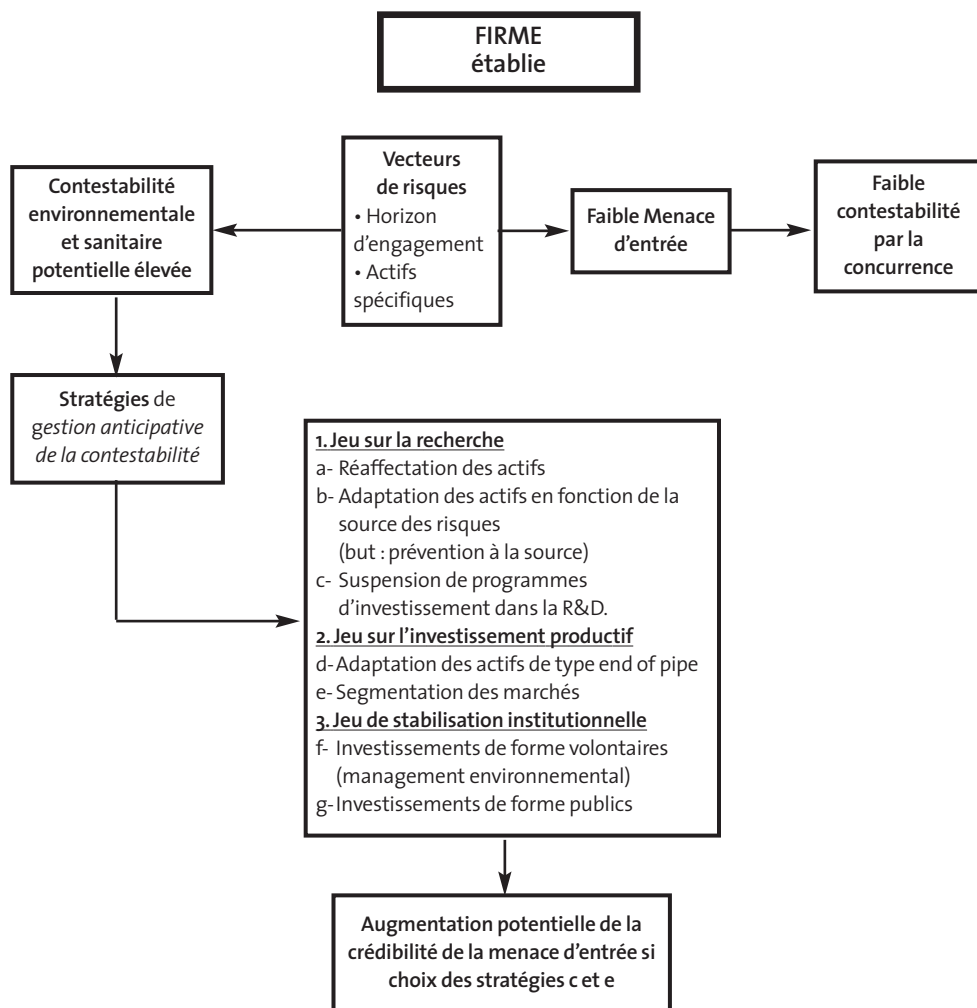 FIRME
établie
Contestabilité
environnementale
et sanitaire
potentielle élevée
Vecteurs
de risques
• Horizon
d'engagement
• Actifs
spécifiques
Faible Menace
d'entrée
Faible
contestabilité
par la
concurrence
Stratégies de
gestion anticipative
de la contestabilité
1. Jeu sur la recherche
a- Réaffectation des actifs
b- Adaptation des actifs en fonction de la
source des risques
(but : prévention à la source)
c- Suspension de programmes
d'investissement dans la R&D.
2. Jeu sur l'investissement productif
d- Adaptation des actifs de type end of pipe
e- Segmentation des marchés
3. Jeu de stabilisation institutionnelle
f- Investissements de forme volontaires
(management environnemental)
g- Investissements de forme publics
Augmentation potentielle de la
crédibilité de la menace d'entrée si
choix des stratégies c et e